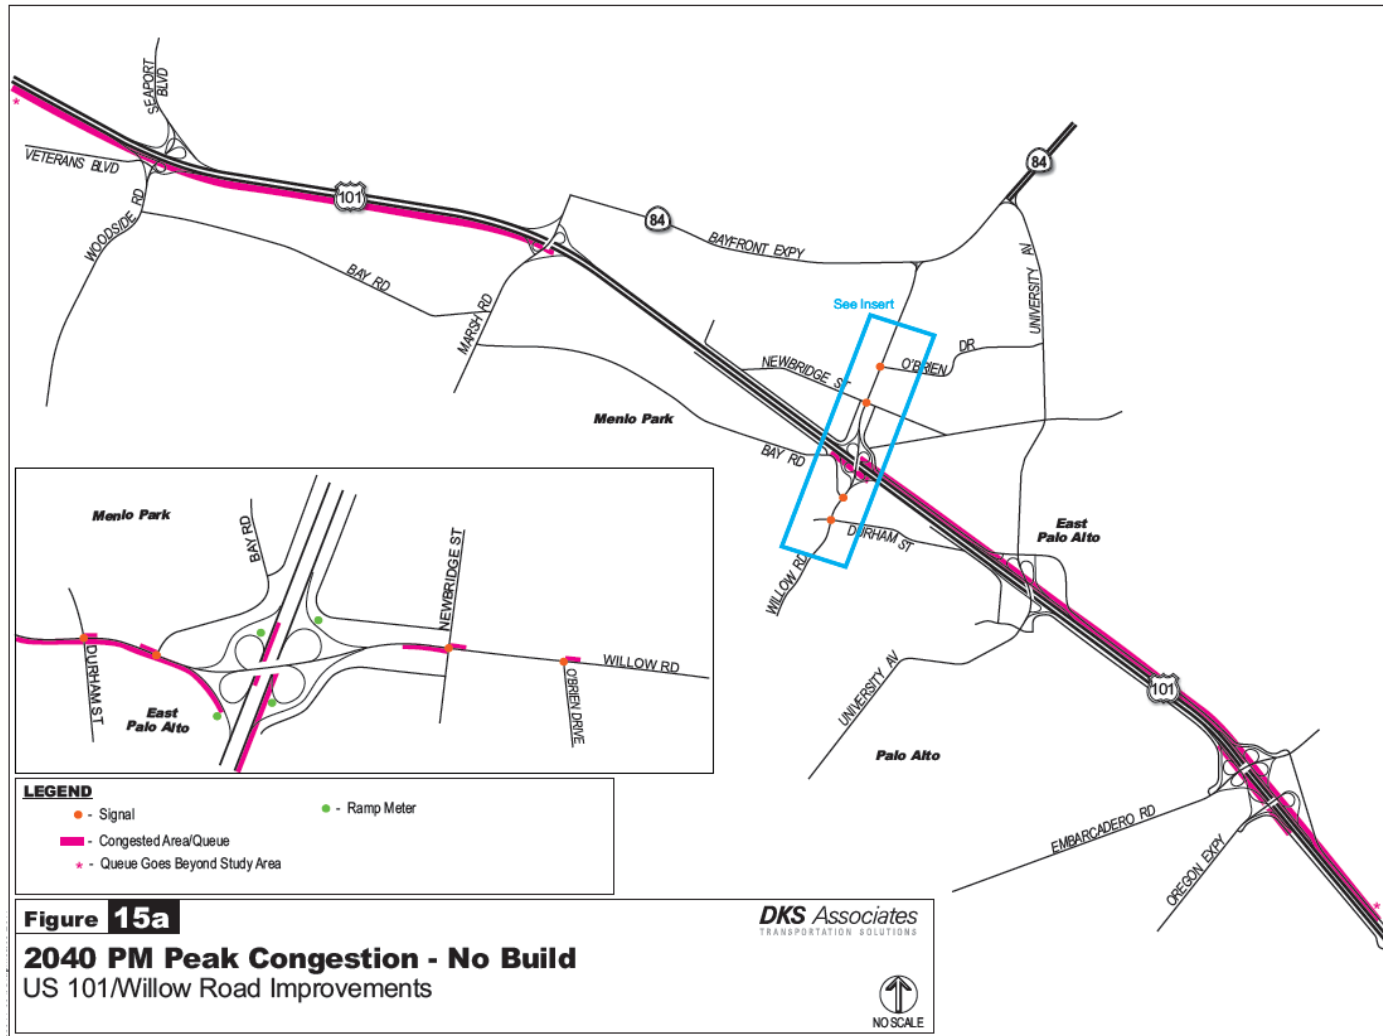 SEAPORT
BLVD
*
VETERANS BLVD
WOODSIDE RD
101
BAY RD
MARSH RD
84
BAYFRONT EXPY
84
UNIVERSITY AV
See Insert
NEWBRIDGE ST
O'BRIEN
DR
Menlo Park
BAY RD
DURHAM ST
WILLOW RD
East
Palo Alto
UNIVERSITY AV
101
Palo Alto
EMBARCADERO RD
OREGON EXPY
*
Menlo Park
BAY RD
NEWBRIDGE ST
DURHAM ST
East
Palo Alto
WILLOW RD
O'BRIEN DRIVE
LEGEND
- Signal
- Ramp Meter
- Congested Area/Queue
* - Queue Goes Beyond Study Area
Figure 15a
DKS Associates
TRANSPORTATION SOLUTIONS
2040 PM Peak Congestion - No Build
US 101/Willow Road Improvements
NO SCALE